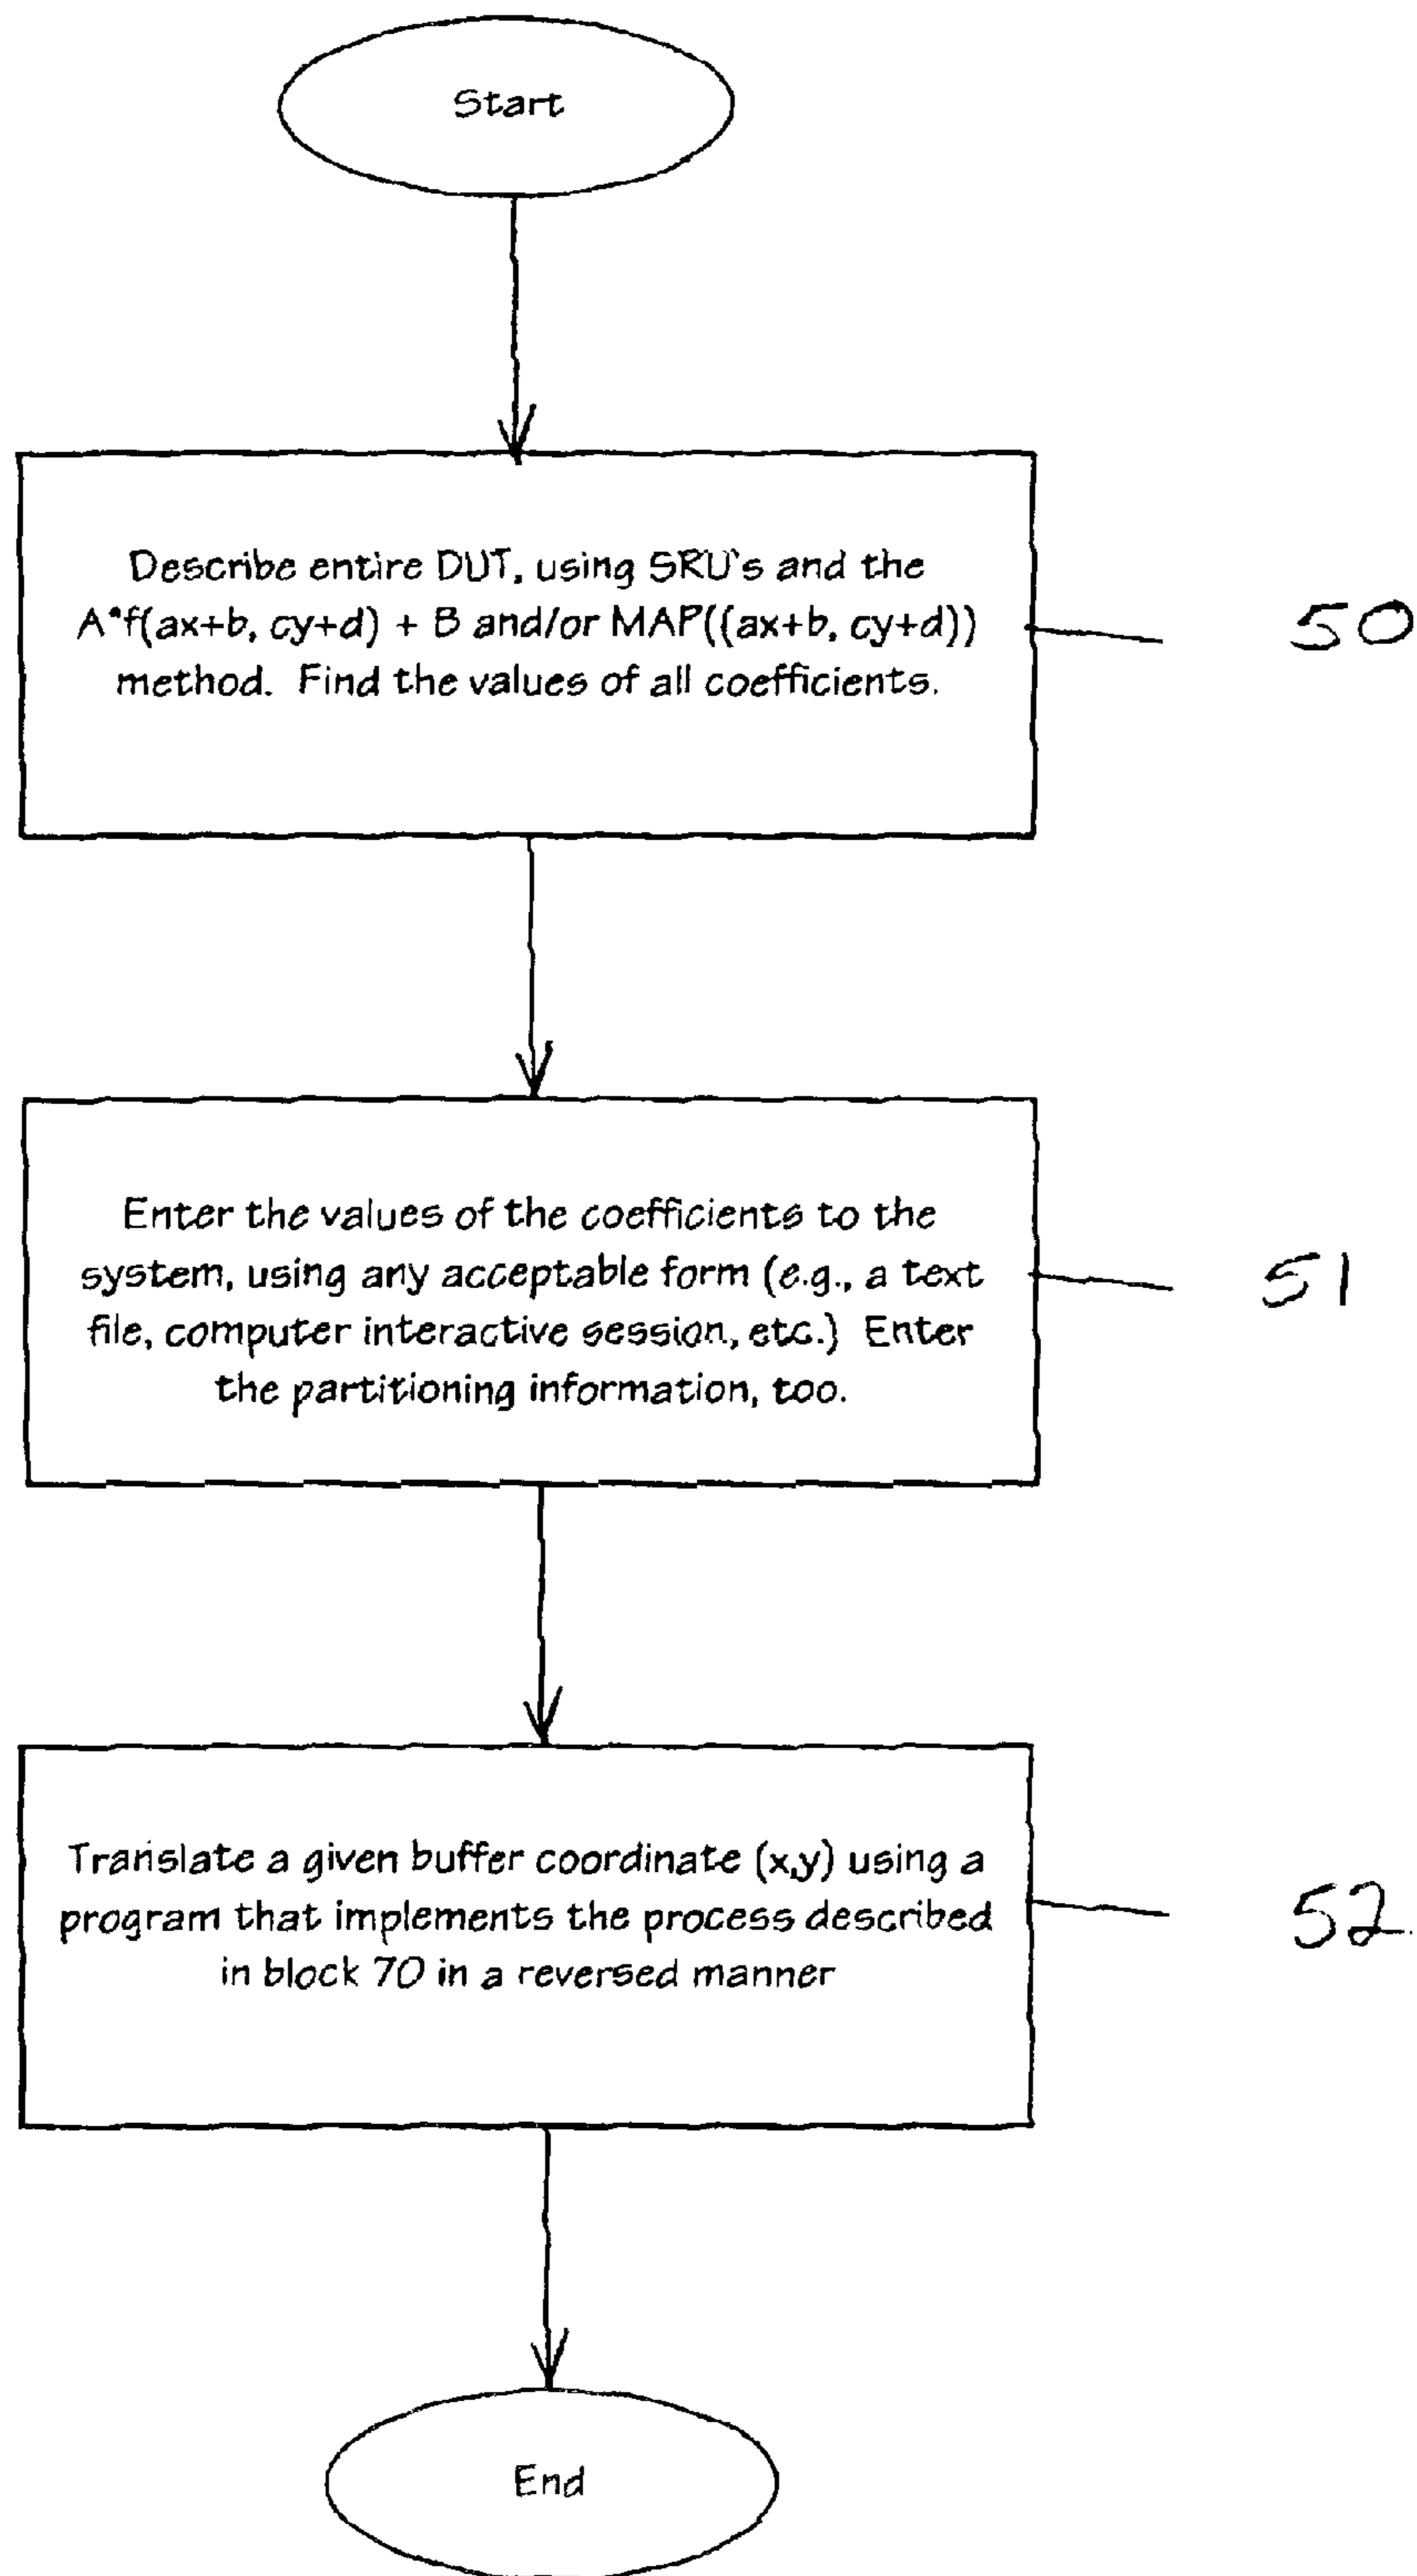 Start
Describe entire DUT, using SRU's and the
A*f(ax+b, cy+d) + B and/or MAP((ax+b, cy+d))
method. Find the values of all coefficients.
50
Enter the values of the coefficients to the
system, using any acceptable form (e.g., a text
file, computer interactive session, etc.) Enter
the partitioning information, too.
51
Translate a given buffer coordinate (x,y) using a
program that implements the process described
in block 70 in a reversed manner
52
End